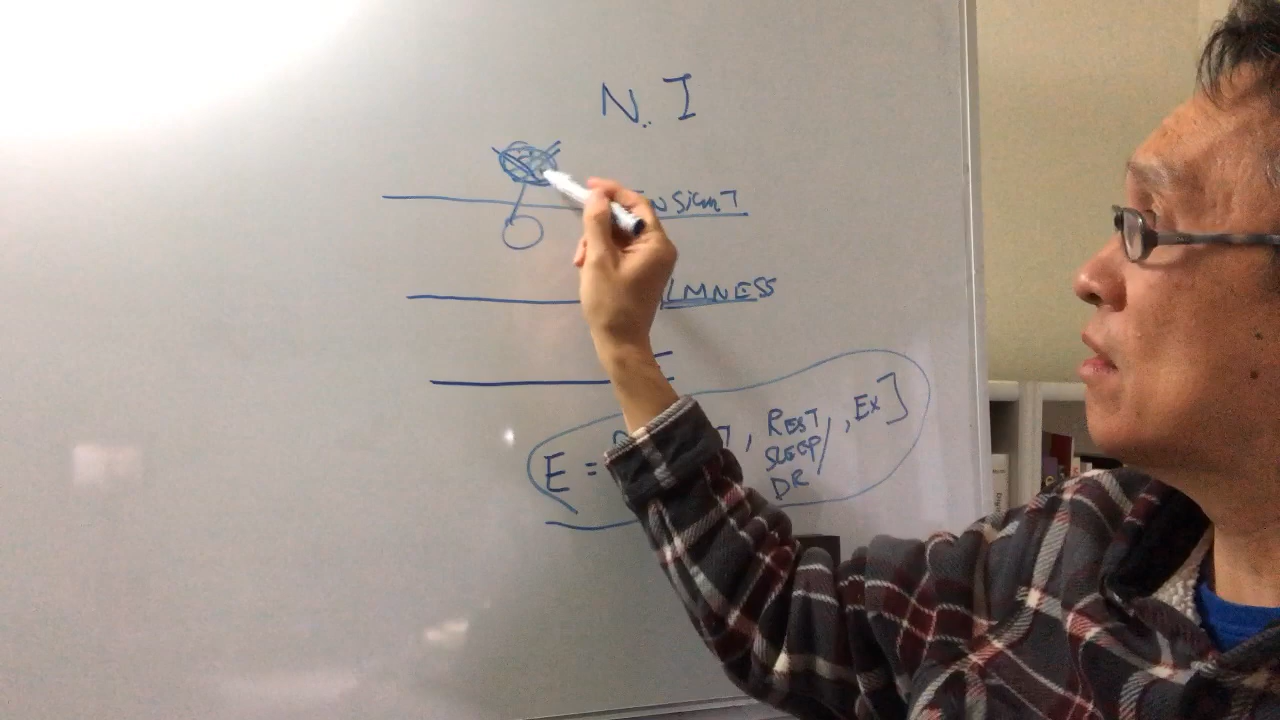 N. I
INSiGHT
LMNESS
E =
, REST , Ex ]
SLEEP/
DR